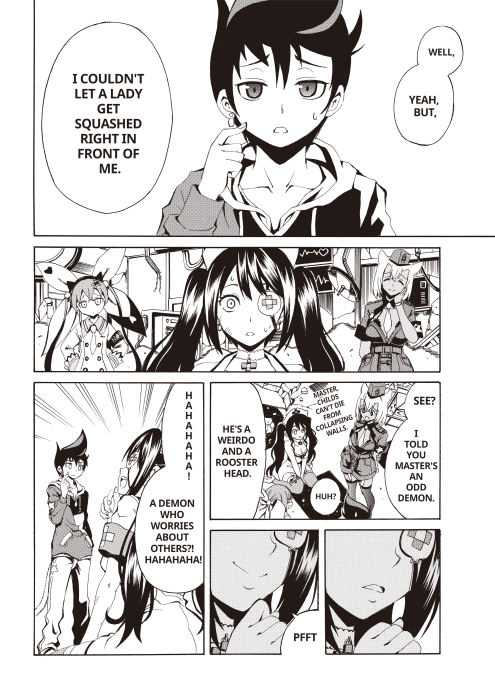 WELL,
YEAH,
BUT,
I COULDN'T
LET A LADY
GET
SQUASHED
RIGHT IN
FRONT OF
ME.
SEE?
I
TOLD
YOU
MASTER'S
AN
ODD
DEMON.
MASTER,
CHILDS
CAN'T DIE
FROM
COLLAPSING
WALLS.
HUH?
HE'S A
WEIRDO
AND A
ROOSTER
HEAD.
PFFT
H
A
H
A
H
A
H
A
!
A DEMON
WHO
WORRIES
ABOUT
OTHERS?!
HAHAHAHA!